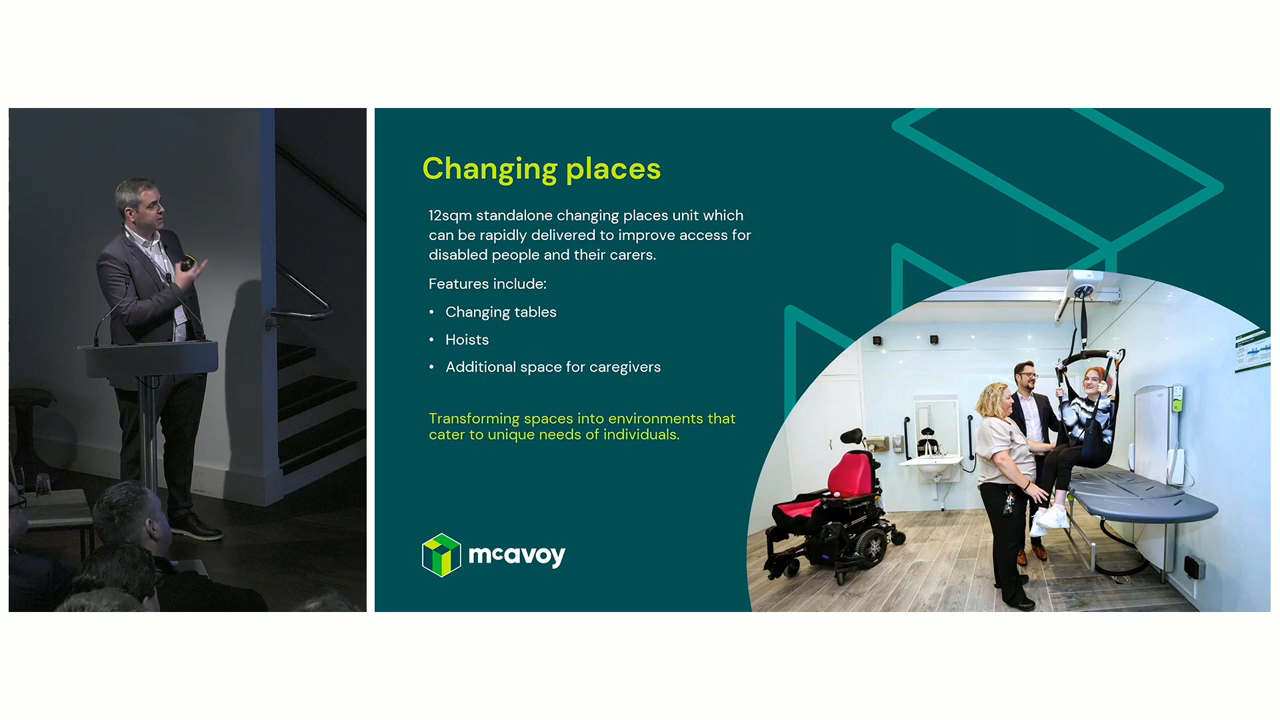 Changing places
12sqm standalone changing places unit which
can be rapidly delivered to improve access for
disabled people and their carers.
Features include:
• Changing tables
• Hoists
• Additional space for caregivers
Transforming spaces into environments that
cater to unique needs of individuals.
mcavoy